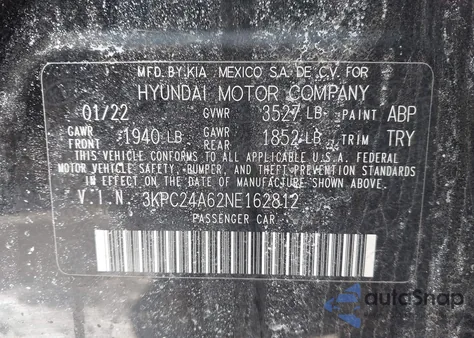 MFD. BY KIA MEXICO S.A. DE C.V. FOR
HYUNDAI MOTOR COMPANY
01/22 GVWR 3527 LB PAINT ABP
GAWR FRONT 1940 LB GAWR REAR 1852 LB TRIM TRY
THIS VEHICLE CONFORMS TO ALL APPLICABLE U.S.A. FEDERAL
MOTOR VEHICLE SAFETY, BUMPER, AND THEFT PREVENTION STANDARDS
IN EFFECT ON THE DATE OF MANUFACTURE SHOWN ABOVE.
V.I.N. 3KPC24A62NE162812
PASSENGER CAR
autoSnap